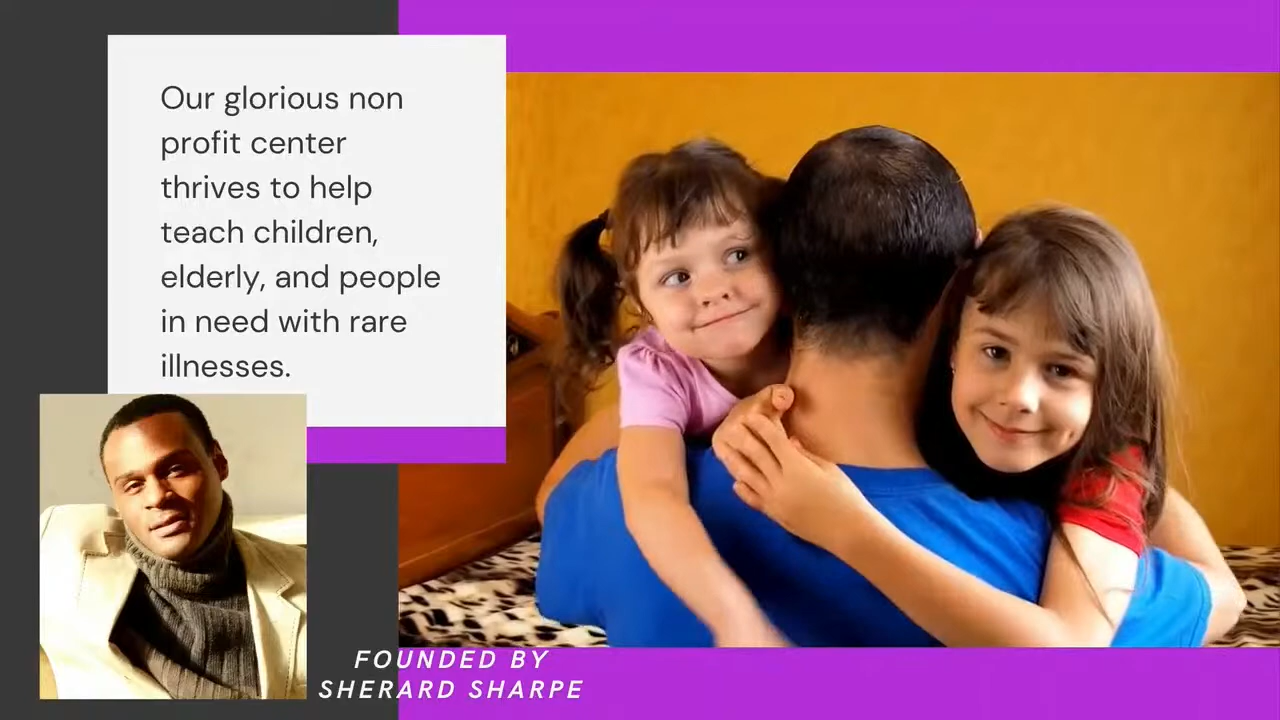 Our glorious non
profit center
thrives to help
teach children,
elderly, and people
in need with rare
illnesses.
FOUNDED BY
SHERARD SHARPE